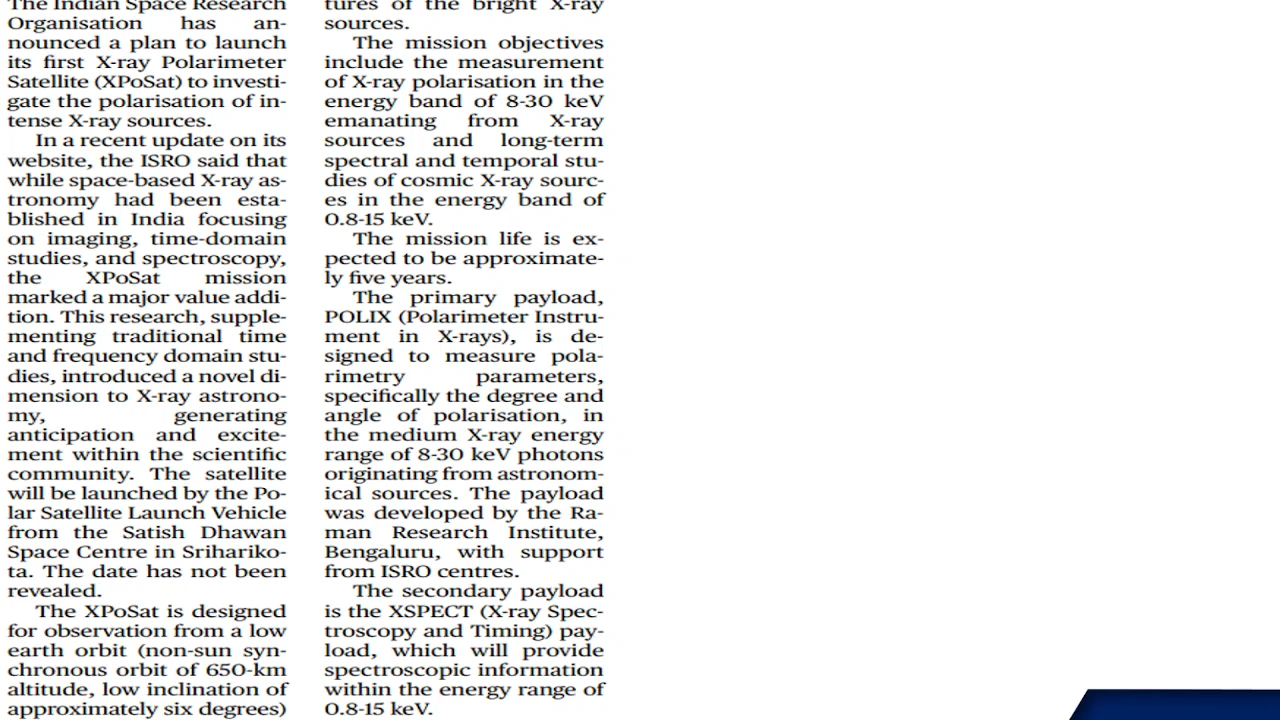 The Indian Space Research
Organisation has an-
nounced a plan to launch
its first X-ray Polarimeter
Satellite (XPoSat) to investi-
gate the polarisation of in-
tense X-ray sources.
In a recent update on its
website, the ISRO said that
while space-based X-ray as-
tronomy had been esta-
blished in India focusing
on imaging, time-domain
studies, and spectroscopy,
the XPoSat mission
marked a major value addi-
tion. This research, supple-
menting traditional time
and frequency domain stu-
dies, introduced a novel di-
mension to X-ray astrono-
my, generating
anticipation and excite-
ment within the scientific
community. The satellite
will be launched by the Po-
lar Satellite Launch Vehicle
from the Satish Dhawan
Space Centre in Srihariko-
ta. The date has not been
revealed.
The XPoSat is designed
for observation from a low
earth orbit (non-sun syn-
chronous orbit of 650-km
altitude, low inclination of
approximately six degrees)
tures of the bright X-ray
sources.
The mission objectives
include the measurement
of X-ray polarisation in the
energy band of 8-30 keV
emanating from X-ray
sources and long-term
spectral and temporal stu-
dies of cosmic X-ray sourc-
es in the energy band of
0.8-15 keV.
The mission life is ex-
pected to be approximate-
ly five years.
The primary payload,
POLIX (Polarimeter Instru-
ment in X-rays), is de-
signed to measure pola-
rimetry parameters,
specifically the degree and
angle of polarisation, in
the medium X-ray energy
range of 8-30 keV photons
originating from astronom-
ical sources. The payload
was developed by the Ra-
man Research Institute,
Bengaluru, with support
from ISRO centres.
The secondary payload
is the XSPECT (X-ray Spec-
troscopy and Timing) pay-
load, which will provide
spectroscopic information
within the energy range of
0.8-15 keV.